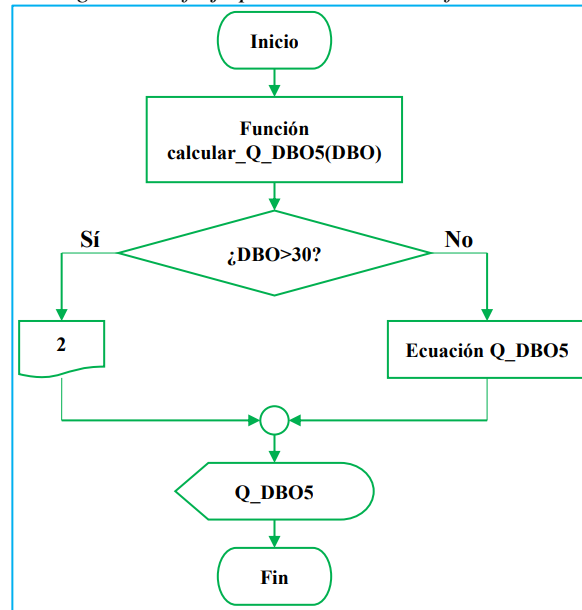 Inicio
Función
calcular_Q_DBO5(DBO)
¿DBO>30?
Sí
No
2
Ecuación Q_DBO5
Q_DBO5
Fin